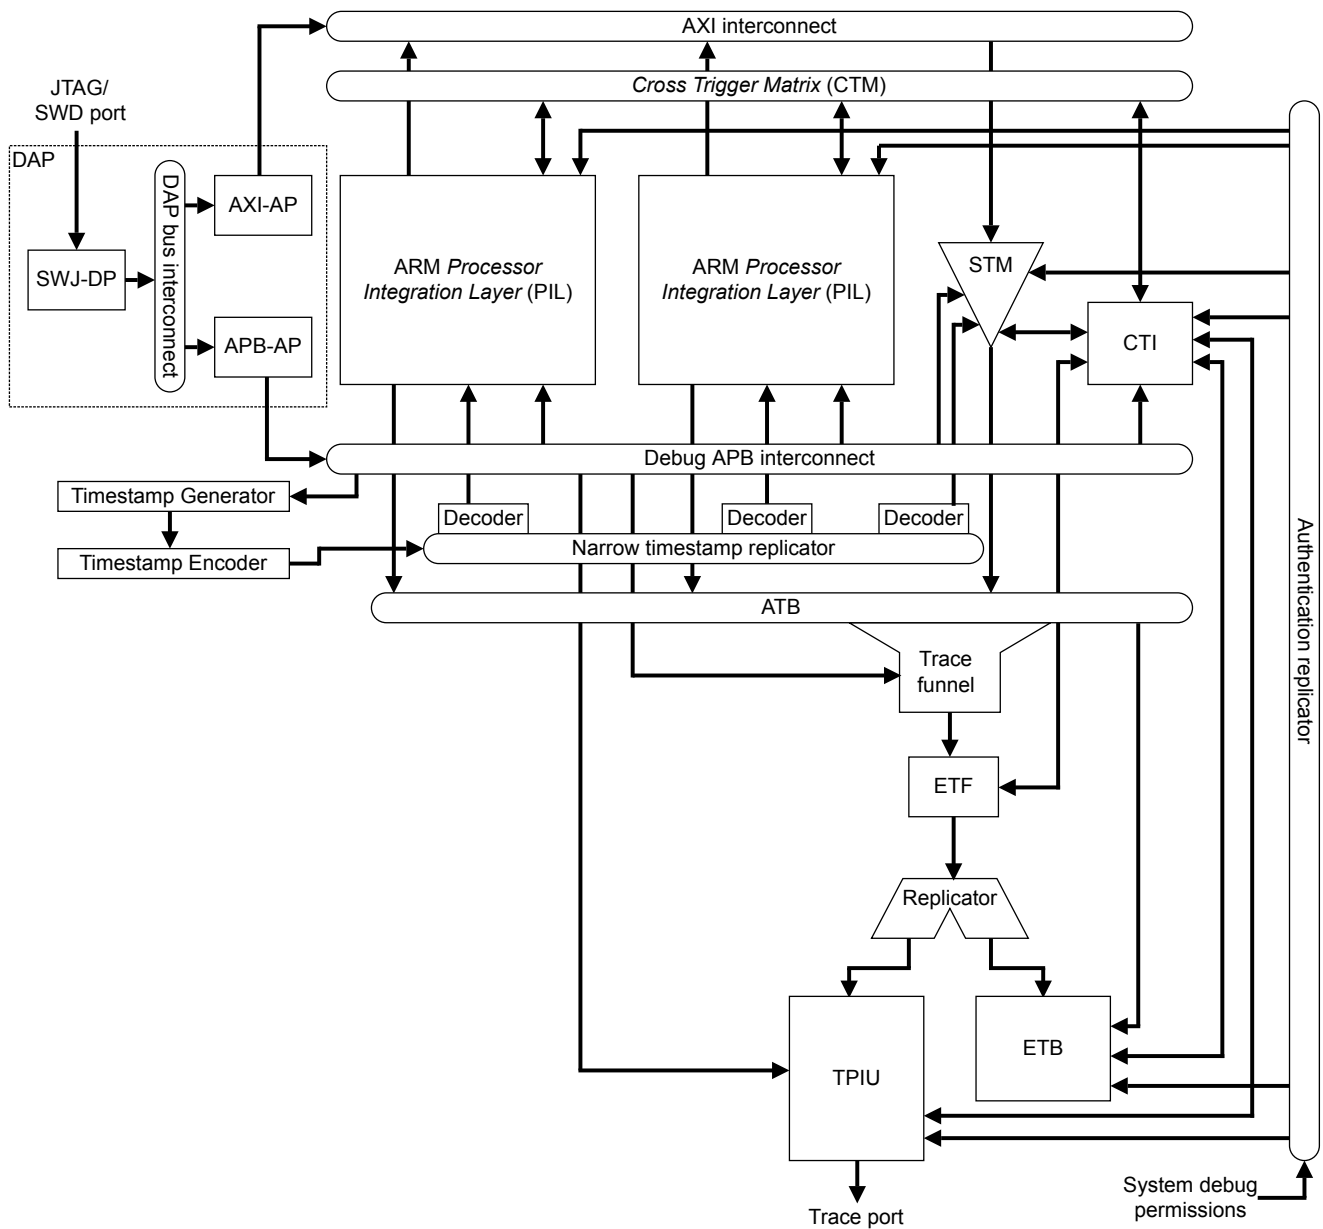 AXI interconnect
Cross Trigger Matrix (CTM)
JTAG/
SWD port
DAP
DAP bus interconnect
AXI-AP
SWJ-DP
APB-AP
ARM Processor
Integration Layer (PIL)
ARM Processor
Integration Layer (PIL)
STM
CTI
Debug APB interconnect
Timestamp Generator
Decoder
Decoder
Decoder
Narrow timestamp replicator
Timestamp Encoder
ATB
Authentication replicator
Trace
funnel
ETF
Replicator
TPIU
ETB
System debug
permissions
Trace port